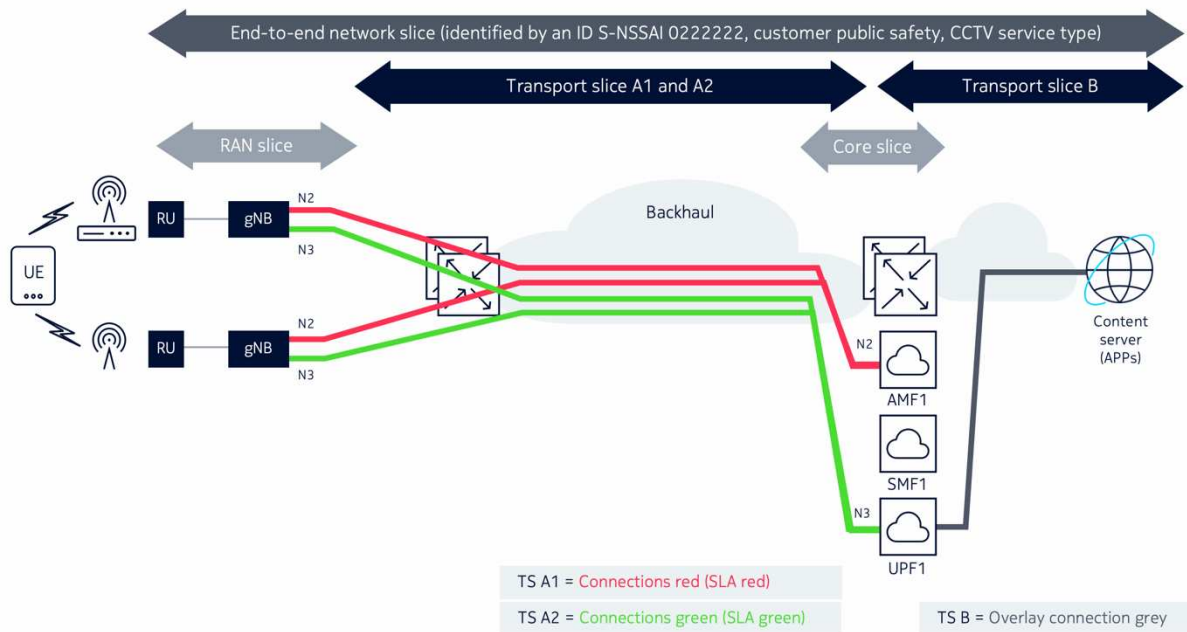 End-to-end network slice (identified by an ID S-NSSAI 0222222, customer public safety, CCTV service type)
Transport slice A1 and A2
Transport slice B
RAN slice
Core slice
Backhaul
UE
RU
gNB
N2
N3
RU
gNB
N2
N3
N2
AMF1
SMF1
N3
UPF1
Content
server
(APPs)
TS A1 = Connections red (SLA red)
TS A2 = Connections green (SLA green)
TS B = Overlay connection grey